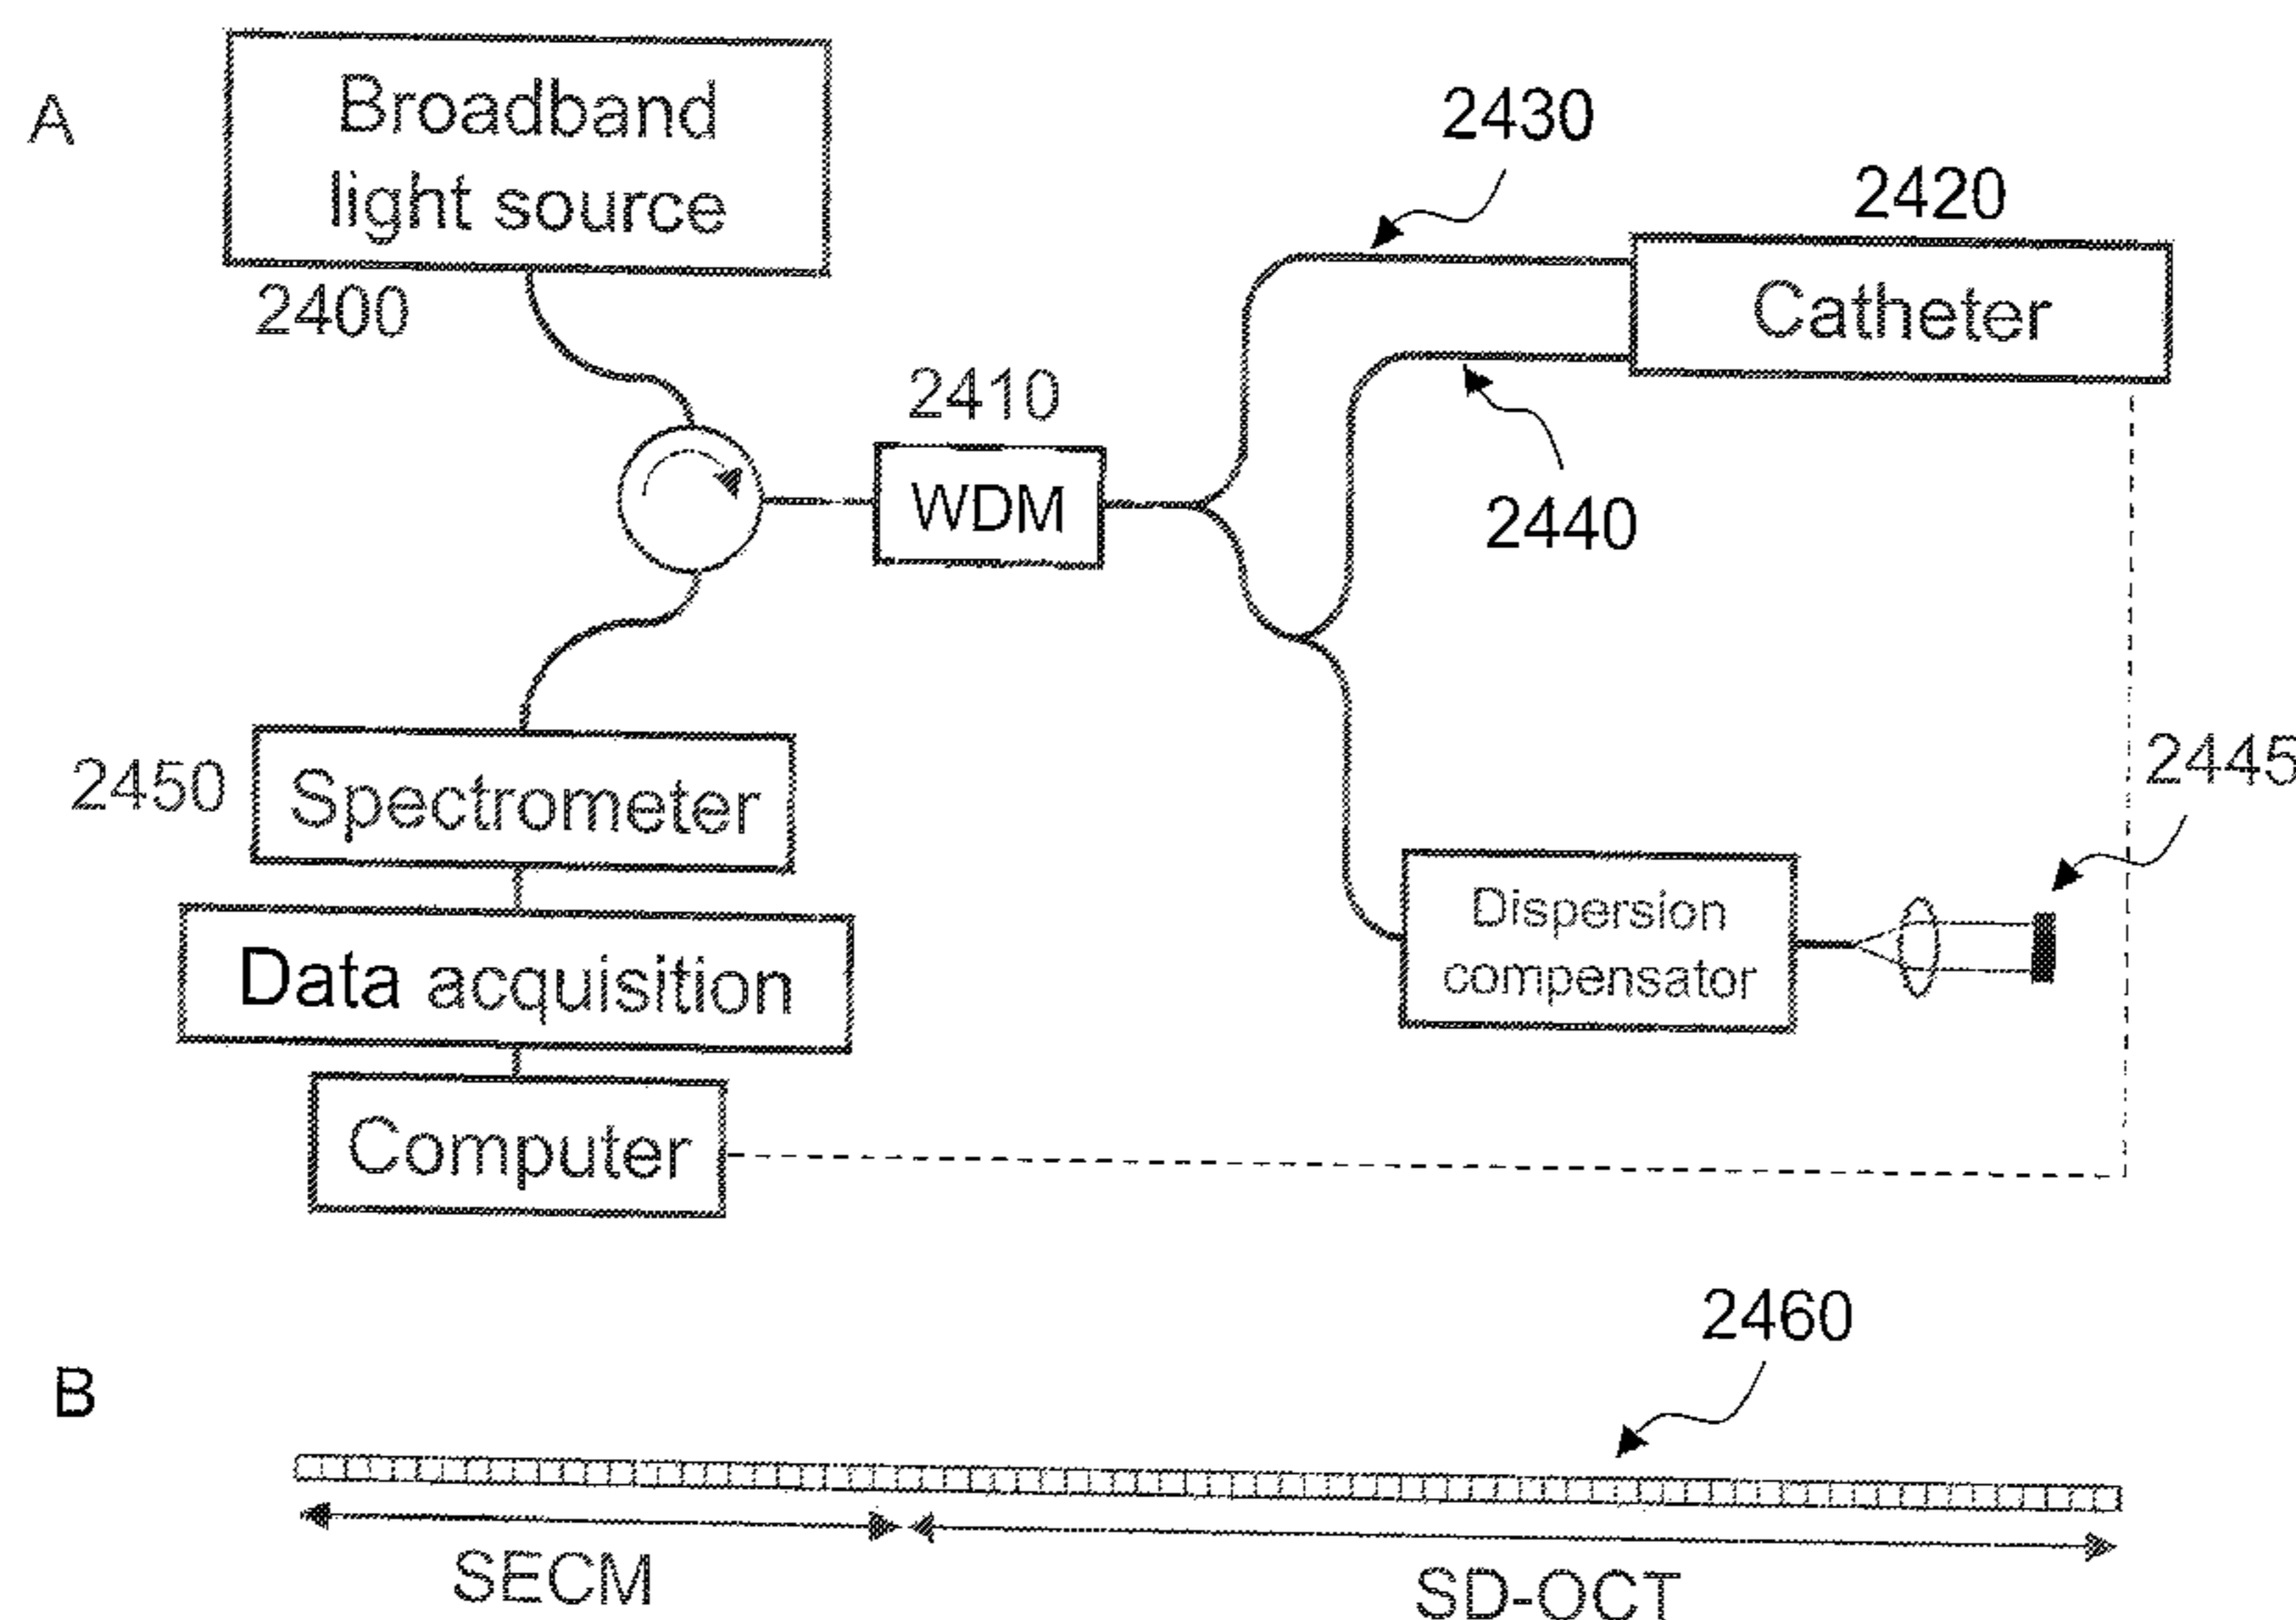 A
Broadband
light source
2400
2430
2420
Catheter
2410
WDM
2440
2450
Spectrometer
2445
Data acquisition
Dispersion
compensator
Computer
2460
B
SECM
SD-OCT